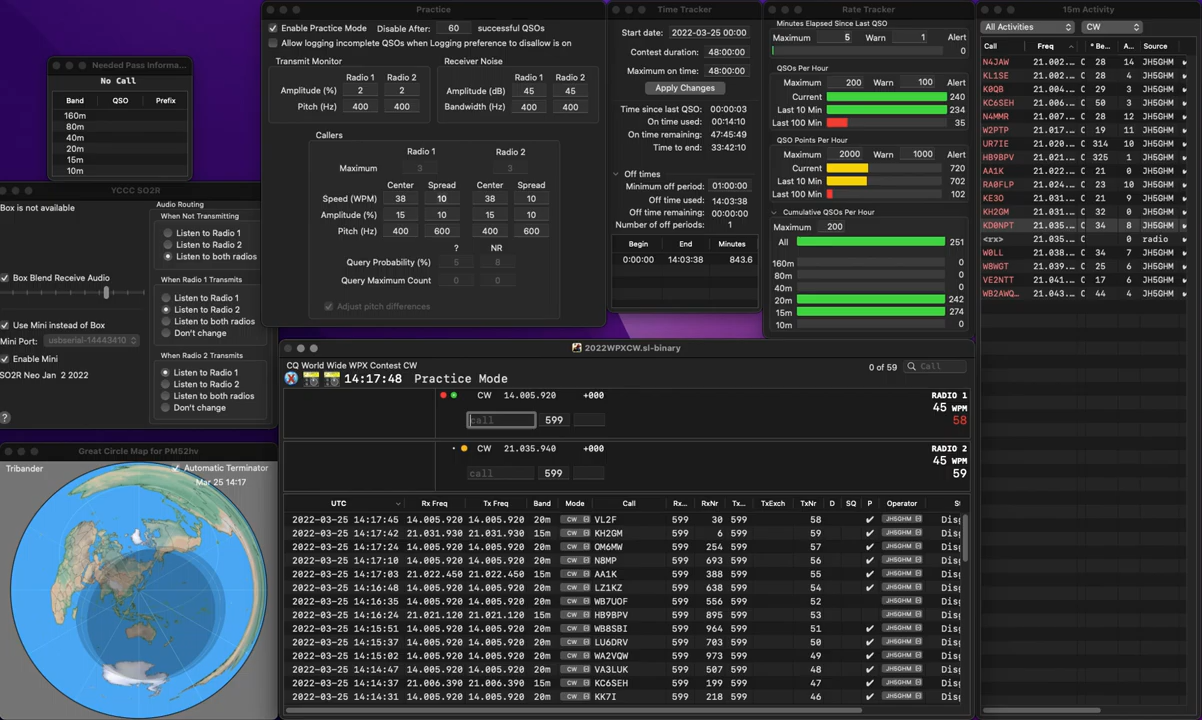 Needed Pass Informa...
No Call
Band QSO Prefix
160m
80m
40m
20m
15m
10m
YCCC SO2R
Box is not available
Audio Routing
When Not Transmitting
Listen to Radio 1
Listen to Radio 2
Listen to both radios
Box Blend Receive Audio
When Radio 1 Transmits
Listen to Radio 1
Listen to Radio 2
Listen to both radios
Don't change
Use Mini instead of Box
Mini Port: usbserial-14443410
Enable Mini
SO2R Neo Jan 2 2022
When Radio 2 Transmits
Listen to Radio 1
Listen to Radio 2
Listen to both radios
Don't change
?
Great Circle Map for PM52hv
Tribander
Automatic Terminator
Mar 25 14:17
Practice
Enable Practice Mode Disable After: 60 successful QSOs
Allow logging incomplete QSOs when Logging preference to disallow is on
Transmit Monitor Receiver Noise
Radio 1 Radio 2 Radio 1 Radio 2
Amplitude (%) 2 2 Amplitude (dB) 45 45
Pitch (Hz) 400 400 Bandwidth (Hz) 400 400
Callers
Radio 1 Radio 2
Maximum 3 3
Center Spread Center Spread
Speed (WPM) 38 10 38 10
Amplitude (%) 15 10 15 10
Pitch (Hz) 400 600 400 600
? NR
Query Probability (%) 5 8
Query Maximum Count 0 0
Adjust pitch differences
Time Tracker
Start date: 2022-03-25 00:00
Contest duration: 48:00:00
Maximum on time: 48:00:00
Apply Changes
Time since last QSO: 00:00:03
On time used: 00:14:10
On time remaining: 47:45:49
Time to end: 33:42:10
Off times
Minimum off period: 01:00:00
Off time used: 14:03:38
Off time remaining: 00:00:00
Number of off periods: 1
Begin End Minutes
0:00:00 14:03:38 843.6
Rate Tracker
Minutes Elapsed Since Last QSO
Maximum 5 Warn 1 Alert
0
QSOs Per Hour
Maximum 200 Warn 100 Alert
Current 240
Last 10 Min 234
Last 100 Min 35
QSO Points Per Hour
Maximum 2000 Warn 1000 Alert
Current 720
Last 10 Min 702
Last 100 Min 102
Cumulative QSOs Per Hour
Maximum 200
All 251
160m 0
80m 0
40m 0
20m 242
15m 274
10m 0
15m Activity
All Activities CW
Call Freq * Be... A... Source
N4JAW 21.002.... C 28 14 JH5GHM
KL1SE 21.002.... C 28 4 JH5GHM
K0QB 21.00... C 29 3 JH5GHM
KC6SEH 21.006.... C 50 3 JH5GHM
N4MMR 21.007.... C 28 12 JH5GHM
W2PTP 21.01... C 19 11 JH5GHM
UR7IE 21.020... C 314 10 JH5GHM
HB9BPV 21.021.... C 325 1 JH5GHM
AA1K 21.022.... C 21 0 JH5GHM
RA0FLP 21.024.... C 23 10 JH5GHM
KE3O 21.025.... C 21 9 JH5GHM
KH2GM 21.031.... C 32 0 JH5GHM
KD0NPT 21.035.... C 34 8 JH5GHM
<rx> 21.035.... 0 radio
W0LL 21.038.... C 34 7 JH5GHM
W8WGT 21.039.... C 25 6 JH5GHM
VE2NTT 21.041.... C 17 6 JH5GHM
WB2AWQ... 21.043.... C 44 4 JH5GHM
2022WPXCW.sl-binary
CQ World Wide WPX Contest CW
0 of 59 Call
14:17:48 Practice Mode
CW 14.005.920 +000 RADIO 1
45 WPM
call 599 58
CW 21.035.940 +000 RADIO 2
45 WPM
call 599 59
UTC Rx Freq Tx Freq Band Mode Call Rx... RxNr Tx... TxExch TxNr D SQ P Operator
2022-03-25 14:17:45 14.005.920 14.005.920 20m CW VL2F 599 30 599 58 ✔ JH5GHM
2022-03-25 14:17:42 21.031.930 21.031.930 15m CW KH2GM 599 6 599 59 ✔ JH5GHM
2022-03-25 14:17:24 14.005.920 14.005.920 20m CW OM6MW 599 254 599 57 ✔ JH5GHM
2022-03-25 14:17:10 14.005.920 14.005.920 20m CW N8MP 599 693 599 56 ✔ JH5GHM
2022-03-25 14:17:03 21.022.450 21.022.450 15m CW AA1K 599 388 599 55 ✔ JH5GHM
2022-03-25 14:16:48 14.005.920 14.005.920 20m CW LZ1KZ 599 638 599 54 ✔ JH5GHM
2022-03-25 14:16:35 14.005.920 14.005.920 20m CW WB7UOF 599 556 599 52 JH5GHM
2022-03-25 14:16:24 21.021.120 21.021.120 15m CW HB9BPV 599 895 599 53 JH5GHM
2022-03-25 14:15:51 14.005.920 14.005.920 20m CW WB8SBI 599 964 599 51 ✔ JH5GHM
2022-03-25 14:15:37 14.005.920 14.005.920 20m CW LU6DRV 599 703 599 50 ✔ JH5GHM
2022-03-25 14:15:02 14.005.920 14.005.920 20m CW WA2VQW 599 973 599 49 ✔ JH5GHM
2022-03-25 14:14:47 14.005.920 14.005.920 20m CW VA3LUK 599 507 599 48 ✔ JH5GHM
2022-03-25 14:14:37 21.006.390 21.006.390 15m CW KC6SEH 599 199 599 47 ✔ JH5GHM
2022-03-25 14:14:31 14.005.920 14.005.920 20m CW KK7I 599 218 599 46 ✔ JH5GHM